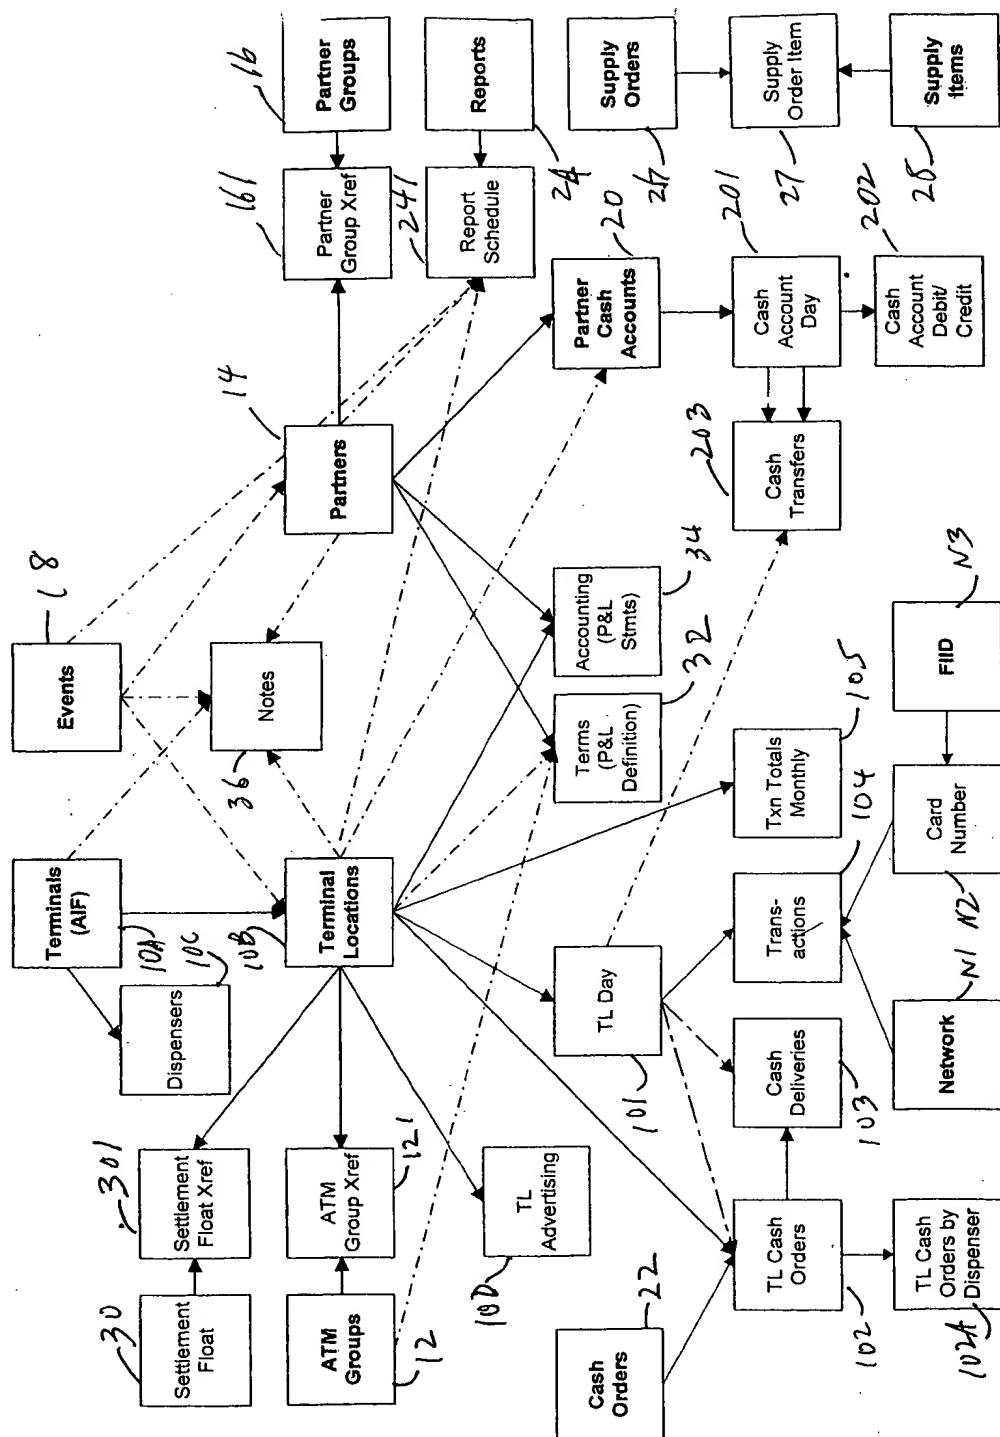 Events
18
Terminals
(AIF)
10A
Dispensers
10C
Notes
36
Partner
Groups
16
Partner
Group Xref
161
Partners
14
Terminal
Locations
10B
Settlement
Float Xref
301
Settlement
Float
30
ATM
Group Xref
121
ATM
Groups
12
Reports
24
Report
Schedule
241
TL
Advertising
10D
Cash
Orders
22
TL Day
101
Terms
(P&L
Definition)
32
Accounting
(P&L
Stmts)
34
Partner
Cash
Accounts
20
Supply
Orders
26
TL Cash
Orders
102
Cash
Deliveries
103
Trans-
actions
104
Txn Totals
Monthly
105
Cash
Transfers
203
Cash
Account
Day
201
Supply
Order Item
27
TL Cash
Orders by
Dispenser
102A
Network
N1
Card
Number
N2
FIID
N3
Cash
Account
Debit/
Credit
202
Supply
Items
28